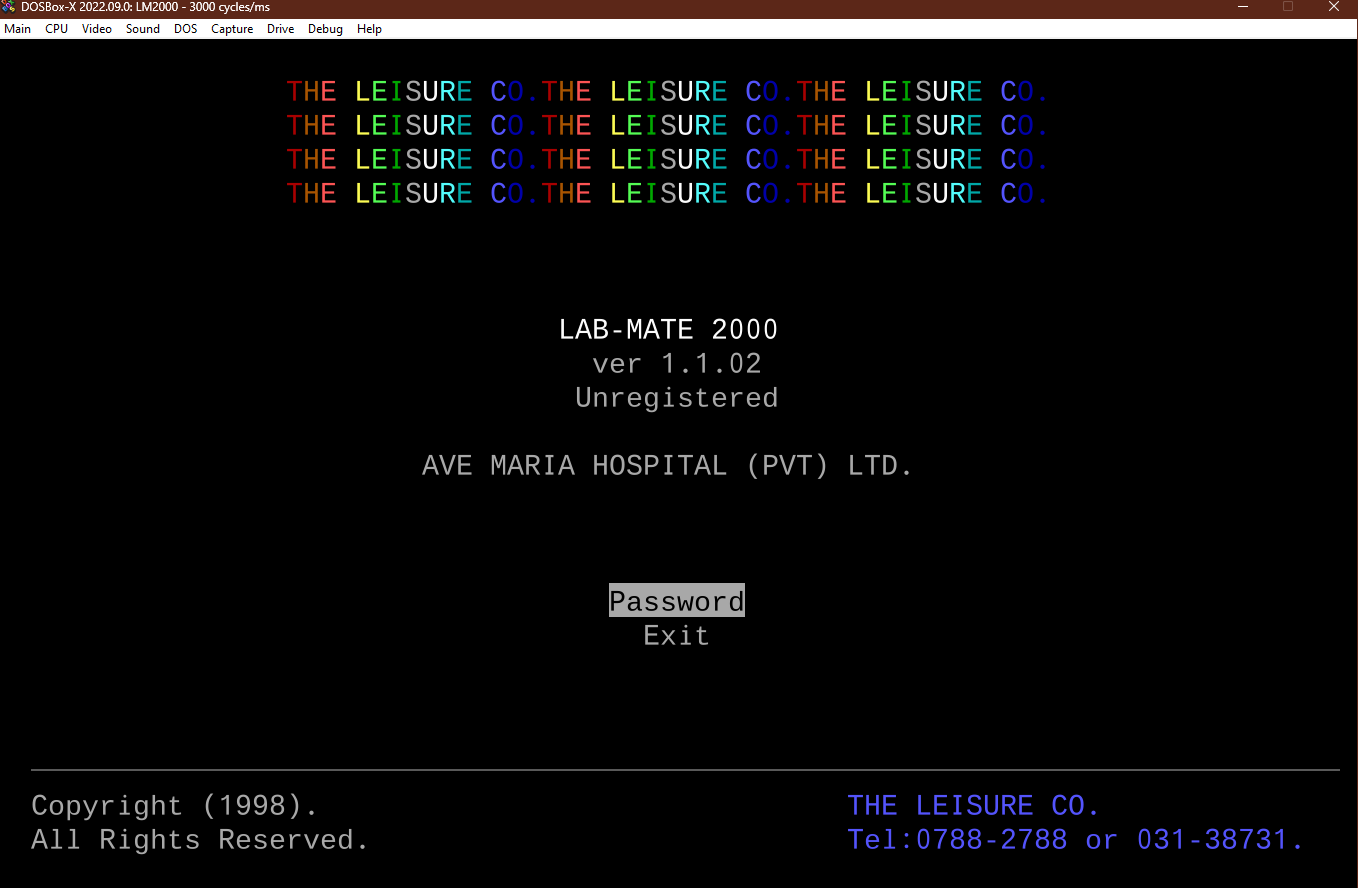 DOSBox-X 2022.09.0: LM2000 - 3000 cycles/ms
Main CPU Video Sound DOS Capture Drive Debug Help
THE LEISURE CO.THE LEISURE CO.THE LEISURE CO.
THE LEISURE CO.THE LEISURE CO.THE LEISURE CO.
THE LEISURE CO.THE LEISURE CO.THE LEISURE CO.
THE LEISURE CO.THE LEISURE CO.THE LEISURE CO.
LAB-MATE 2000
ver 1.1.02
Unregistered
AVE MARIA HOSPITAL (PVT) LTD.
Password
Exit
Copyright (1998). THE LEISURE CO.
All Rights Reserved. Tel:0788-2788 or 031-38731.